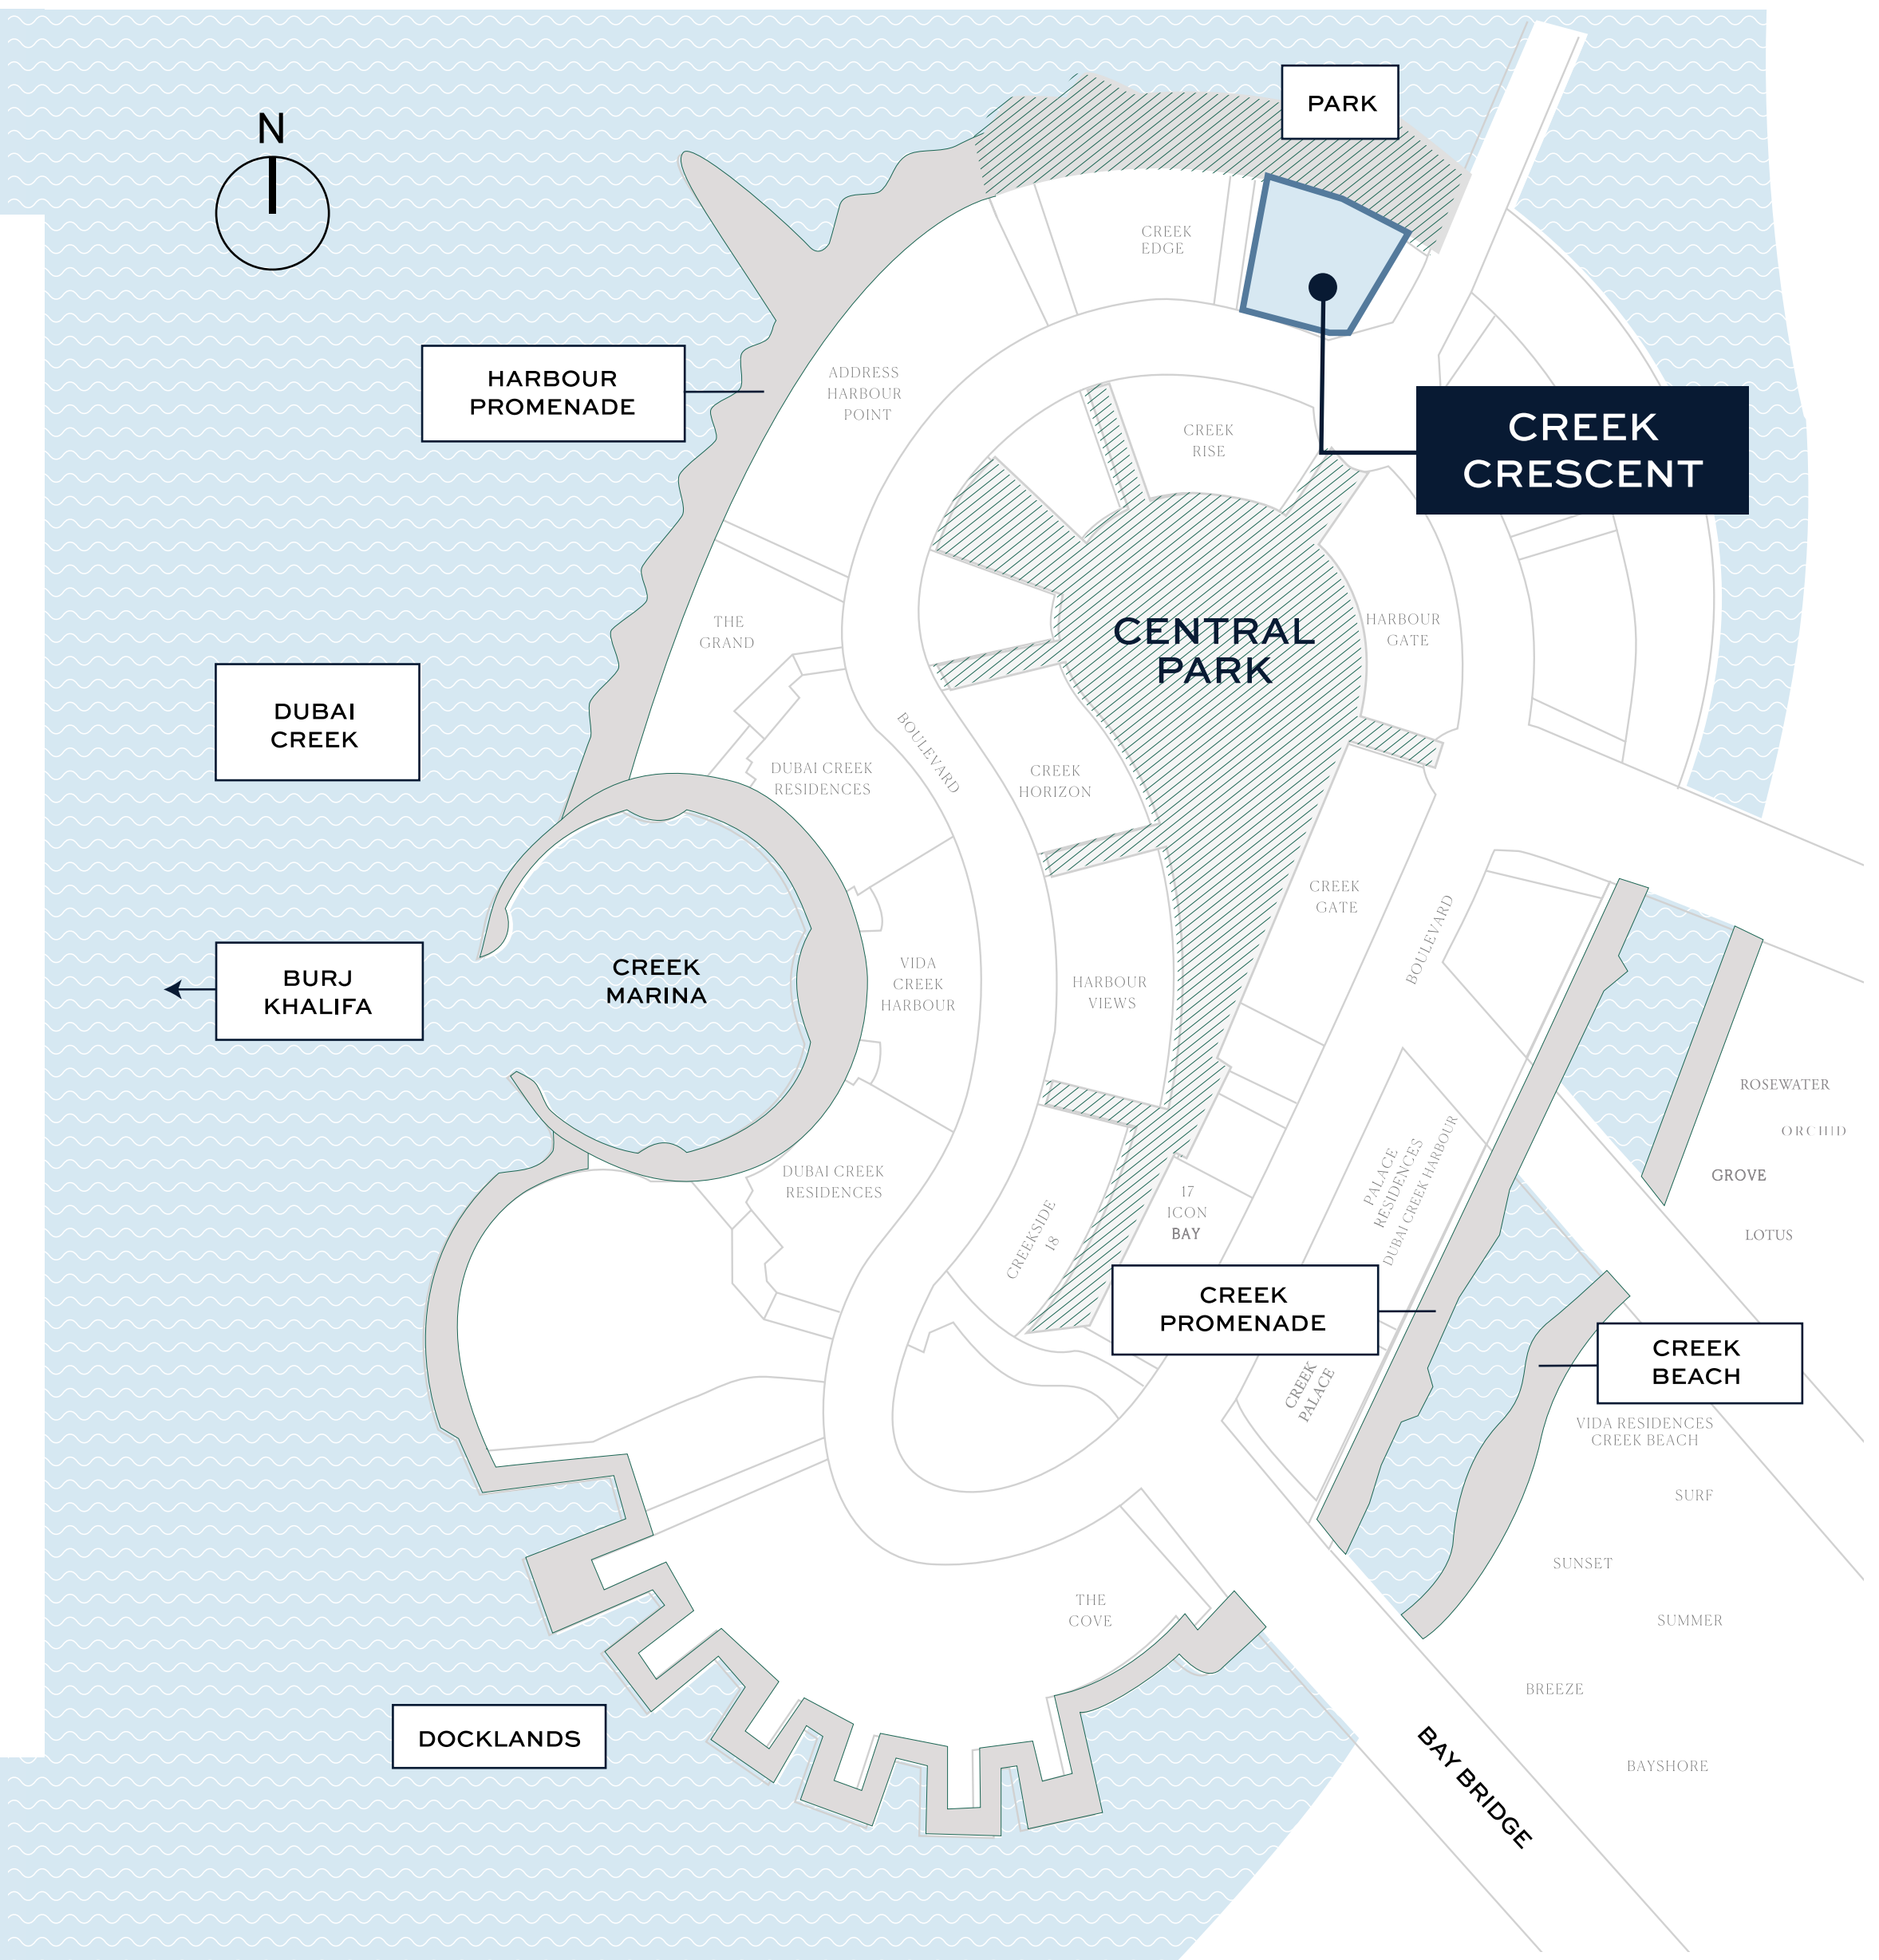 PARK
N
CREEK
EDGE
HARBOUR
PROMENADE
ADDRESS
HARBOUR
POINT
CREEK
RISE
CREEK
CRESCENT
THE
GRAND
CENTRAL
PARK
HARBOUR
GATE
DUBAI
CREEK
BOULEVARD
DUBAI CREEK
RESIDENCES
CREEK
HORIZON
CREEK
GATE
BOULEVARD
BURJ
KHALIFA
CREEK
MARINA
VIDA
CREEK
HARBOUR
HARBOUR
VIEWS
ROSEWATER
ORCHID
GROVE
LOTUS
DUBAI CREEK
RESIDENCES
CREEKSIDE
18
17
ICON
BAY
PALACE
RESIDENCES
DUBAI CREEK HARBOUR
CREEK
PROMENADE
CREEK
BEACH
CREEK
PALACE
VIDA RESIDENCES
CREEK BEACH
SURF
SUNSET
THE
COVE
SUMMER
BREEZE
DOCKLANDS
BAY BRIDGE
BAYSHORE